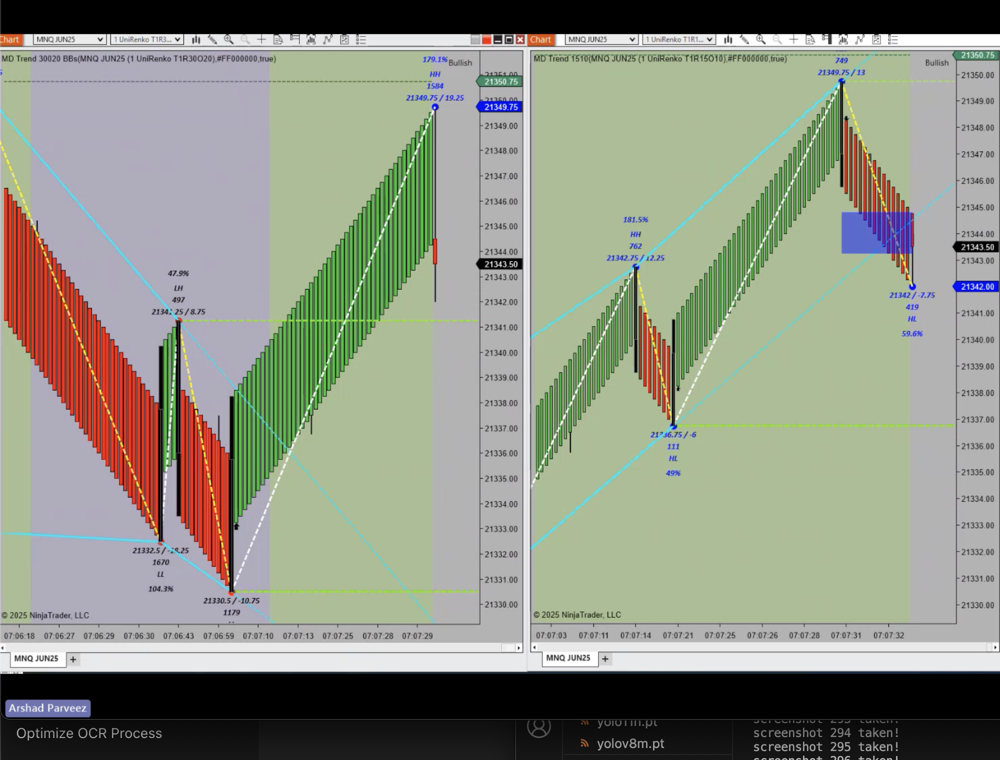 Chart
MNQ JUN25
1 UniRenko T1R3...
MD Trend 30020 BBs(MNQ JUN25 (1 UniRenko T1R30O20),#FF000000,true)
179.1%
Bullish
HH
1584
21349.75 / 19.25
47.9%
LH
497
21341.25 / 8.75
21332.5 /
1670
LL
104.3%
21330.5 / -10.75
1179
21350.75
21349.75
21349.00
21348.00
21347.00
21346.00
21345.00
21344.00
21343.50
21343.00
21342.00
21341.00
21340.00
21339.00
21338.00
21337.00
21336.00
21335.00
21334.00
21333.00
21332.00
21331.00
21330.00
© 2025 NinjaTrader, LLC
07:06:18
07:06:27
07:06:29
07:06:30
07:06:43
07:06:59
07:07:10
07:07:13
07:07:25
07:07:28
07:07:29
MNQ JUN25
+
Chart
MNQ JUN25
1 UniRenko T1R1...
MD Trend 1510(MNQ JUN25 (1 UniRenko T1R15O10),#FF000000,true)
749
Bullish
21349.75 / 13
181.5%
HH
762
21342.75 / 12.25
21336.75 / -6
111
HL
49%
21342 / -7.75
419
HL
59.6%
21350.75
21350.00
21349.00
21348.00
21347.00
21346.00
21345.00
21344.00
21343.50
21342.00
21341.00
21340.00
21339.00
21338.00
21337.00
21336.00
21335.00
21334.00
21333.00
21332.00
21331.00
21330.00
© 2025 NinjaTrader, LLC
07:07:03
07:07:11
07:07:14
07:07:21
07:07:25
07:07:26
07:07:28
07:07:31
07:07:32
MNQ JUN25
+
Arshad Parveez
Optimize OCR Process
yolo11n.pt
yolov8m.pt
screenshot 293 taken!
screenshot 294 taken!
screenshot 295 taken!
screenshot 296 taken!